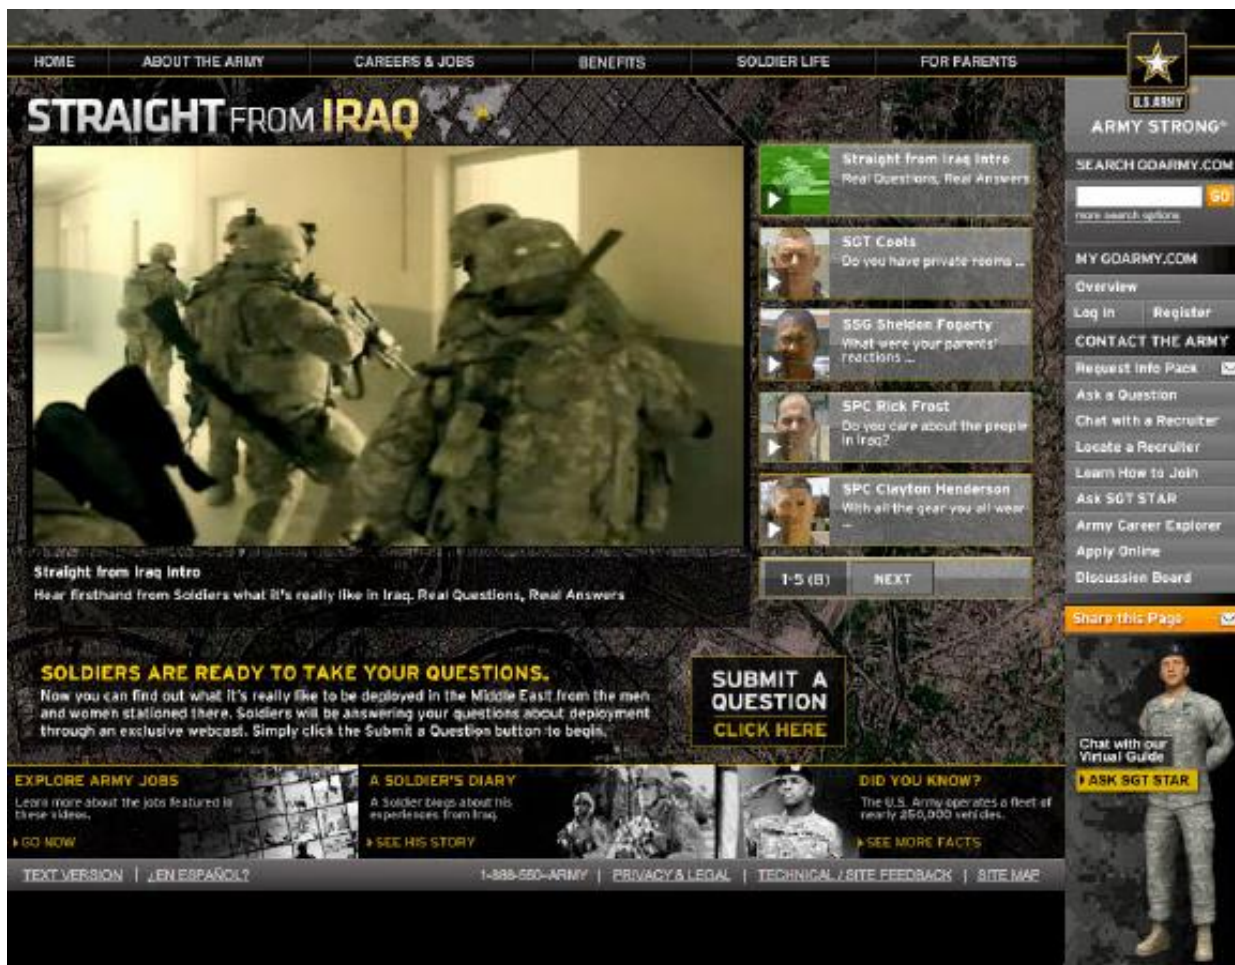 HOME
ABOUT THE ARMY
CAREERS & JOBS
BENEFITS
SOLDIER LIFE
FOR PARENTS
U.S. ARMY
ARMY STRONG®
STRAIGHT FROM IRAQ
Straight from Iraq Intro
Real Questions, Real Answers
SGT Coots
Do you have private rooms ...
SSG Sheldon Fogarty
What were your parents'
reactions ...
SPC Rick Frost
Do you care about the people
in Iraq?
SPC Clayton Henderson
With all the gear you all wear
...
1-5 (8)
NEXT
Straight from Iraq Intro
Hear firsthand from Soldiers what it's really like in Iraq. Real Questions, Real Answers
SOLDIERS ARE READY TO TAKE YOUR QUESTIONS.
Now you can find out what it's really like to be deployed in the Middle East from the men
and women stationed there. Soldiers will be answering your questions about deployment
through an exclusive webcast. Simply click the Submit a Question button to begin.
SUBMIT A
QUESTION
CLICK HERE
SEARCH GOARMY.COM
GO
more search options
MY GOARMY.COM
Overview
Log In
Register
CONTACT THE ARMY
Request Info Pack
Ask a Question
Chat with a Recruiter
Locate a Recruiter
Learn How to Join
Ask SGT STAR
Army Career Explorer
Apply Online
Discussion Board
Share this Page
Chat with our
Virtual Guide
ASK SGT STAR
EXPLORE ARMY JOBS
Learn more about the jobs featured in
these videos.
GO NOW
A SOLDIER'S DIARY
A Soldier blogs about his
experiences from Iraq.
SEE HIS STORY
DID YOU KNOW?
The U.S. Army operates a fleet of
nearly 250,000 vehicles.
SEE MORE FACTS
TEXT VERSION | ¿EN ESPAÑOL?
1-888-550-ARMY | PRIVACY & LEGAL | TECHNICAL / SITE FEEDBACK | SITE MAP